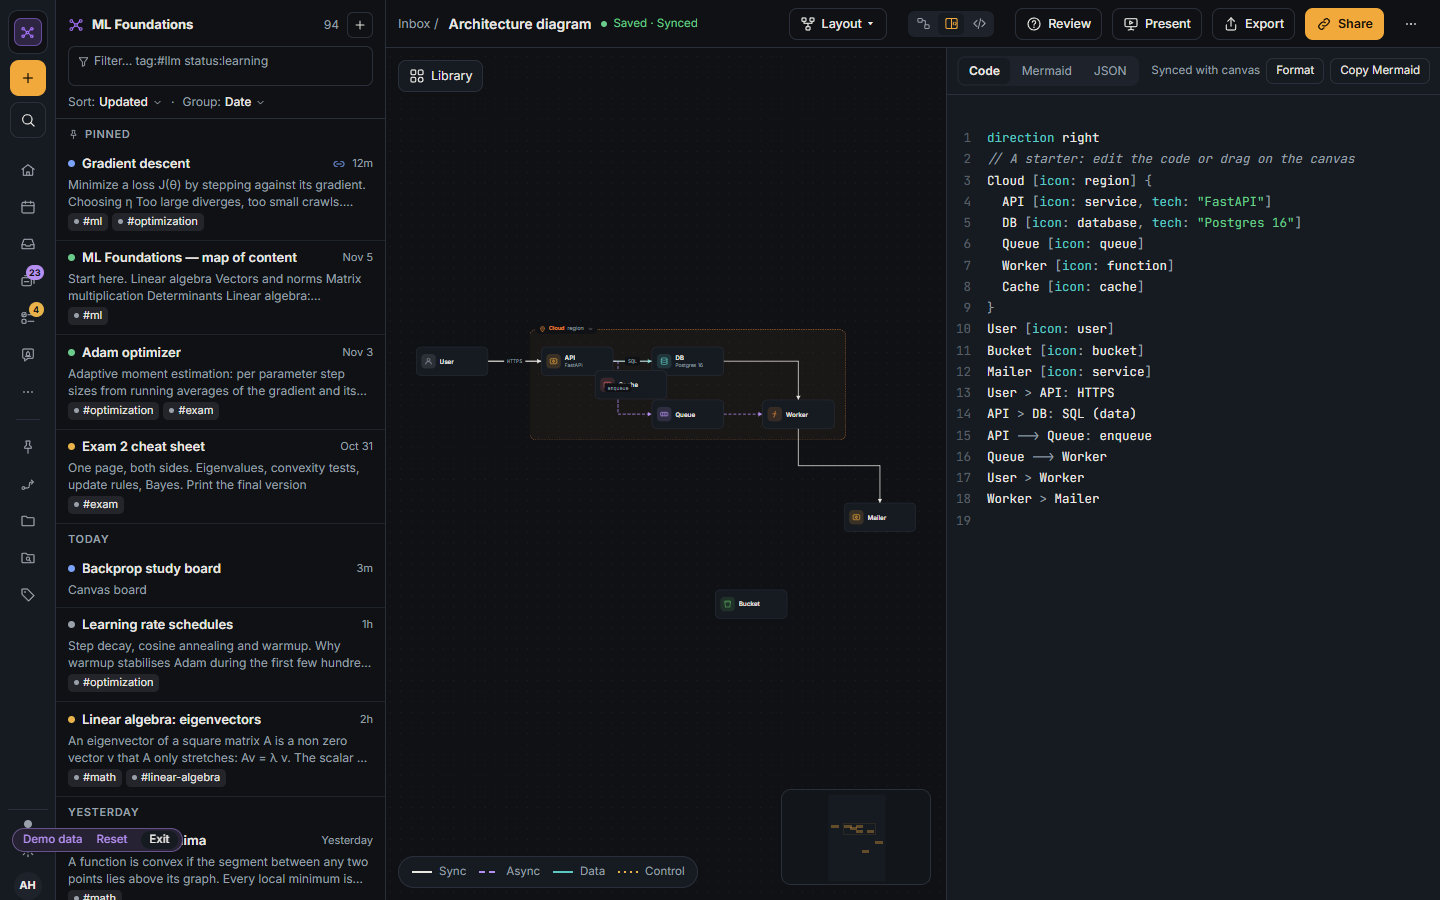 ML Foundations
94
Filter... tag:#llm status:learning
Sort: Updated · Group: Date
PINNED
Gradient descent
12m
Minimize a loss J(θ) by stepping against its gradient.
Choosing η Too large diverges, too small crawls....
#ml
#optimization
ML Foundations — map of content
Nov 5
Start here. Linear algebra Vectors and norms Matrix
multiplication Determinants Linear algebra:...
#ml
Adam optimizer
Nov 3
Adaptive moment estimation: per parameter step
sizes from running averages of the gradient and its...
#optimization
#exam
Exam 2 cheat sheet
Oct 31
One page, both sides. Eigenvalues, convexity tests,
update rules, Bayes. Print the final version
#exam
TODAY
Backprop study board
3m
Canvas board
Learning rate schedules
1h
Step decay, cosine annealing and warmup. Why
warmup stabilises Adam during the first few hundre...
#optimization
Linear algebra: eigenvectors
2h
An eigenvector of a square matrix A is a non zero
vector v that A only stretches: Av = λ v. The scalar ...
#math
#linear-algebra
YESTERDAY
ima
Yesterday
A function is convex if the segment between any two
points lies above its graph. Every local minimum is...
#math
23
4
Demo data
Reset
Exit
AH
Inbox /
Architecture diagram
Saved · Synced
Layout
Review
Present
Export
Share
Library
Cloud region
User
HTTPS
API
FastAPI
SQL
DB
Postgres 16
enqueue
Queue
Worker
Mailer
Bucket
Sync
Async
Data
Control
Code
Mermaid
JSON
Synced with canvas
Format
Copy Mermaid
1 direction right
2 // A starter: edit the code or drag on the canvas
3 Cloud [icon: region] {
4 API [icon: service, tech: "FastAPI"]
5 DB [icon: database, tech: "Postgres 16"]
6 Queue [icon: queue]
7 Worker [icon: function]
8 Cache [icon: cache]
9 }
10 User [icon: user]
11 Bucket [icon: bucket]
12 Mailer [icon: service]
13 User > API: HTTPS
14 API > DB: SQL (data)
15 API --> Queue: enqueue
16 Queue --> Worker
17 User > Worker
18 Worker > Mailer
19